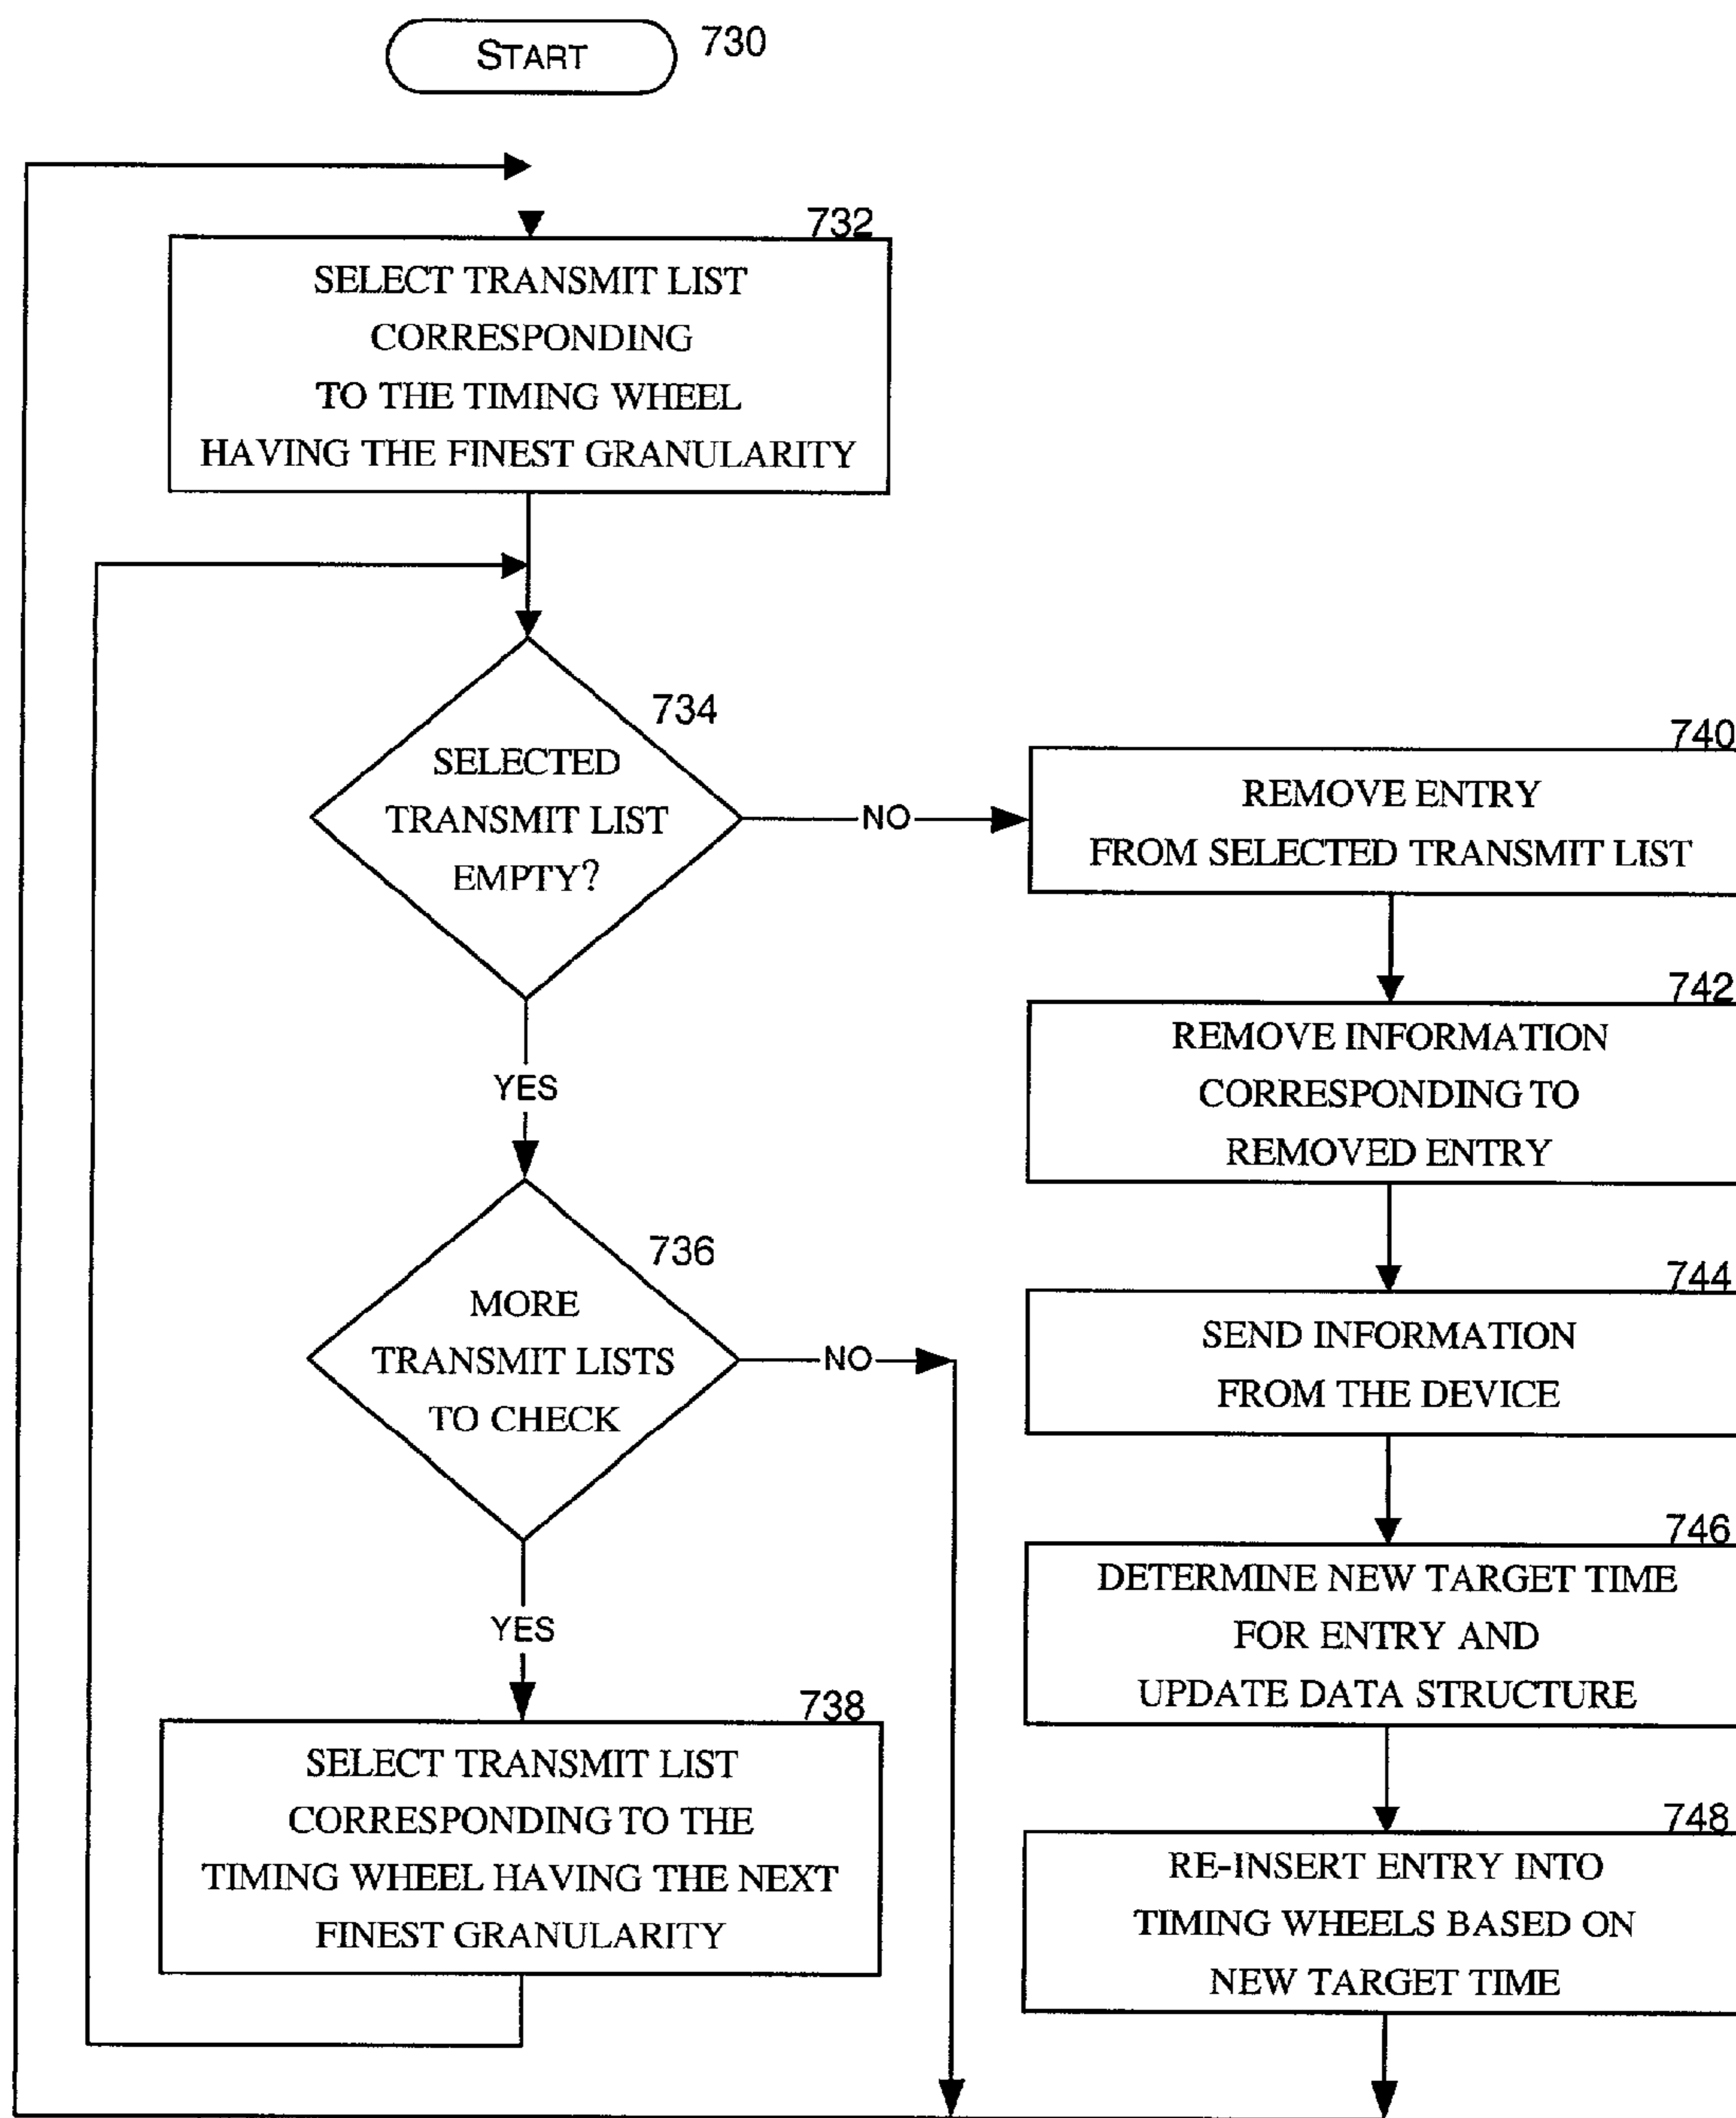 START
730
732
SELECT TRANSMIT LIST
CORRESPONDING
TO THE TIMING WHEEL
HAVING THE FINEST GRANULARITY
734
SELECTED
TRANSMIT LIST
EMPTY?
NO
YES
740
REMOVE ENTRY
FROM SELECTED TRANSMIT LIST
742
REMOVE INFORMATION
CORRESPONDING TO
REMOVED ENTRY
736
MORE
TRANSMIT LISTS
TO CHECK
NO
YES
744
SEND INFORMATION
FROM THE DEVICE
746
DETERMINE NEW TARGET TIME
FOR ENTRY AND
UPDATE DATA STRUCTURE
738
SELECT TRANSMIT LIST
CORRESPONDING TO THE
TIMING WHEEL HAVING THE NEXT
FINEST GRANULARITY
748
RE-INSERT ENTRY INTO
TIMING WHEELS BASED ON
NEW TARGET TIME